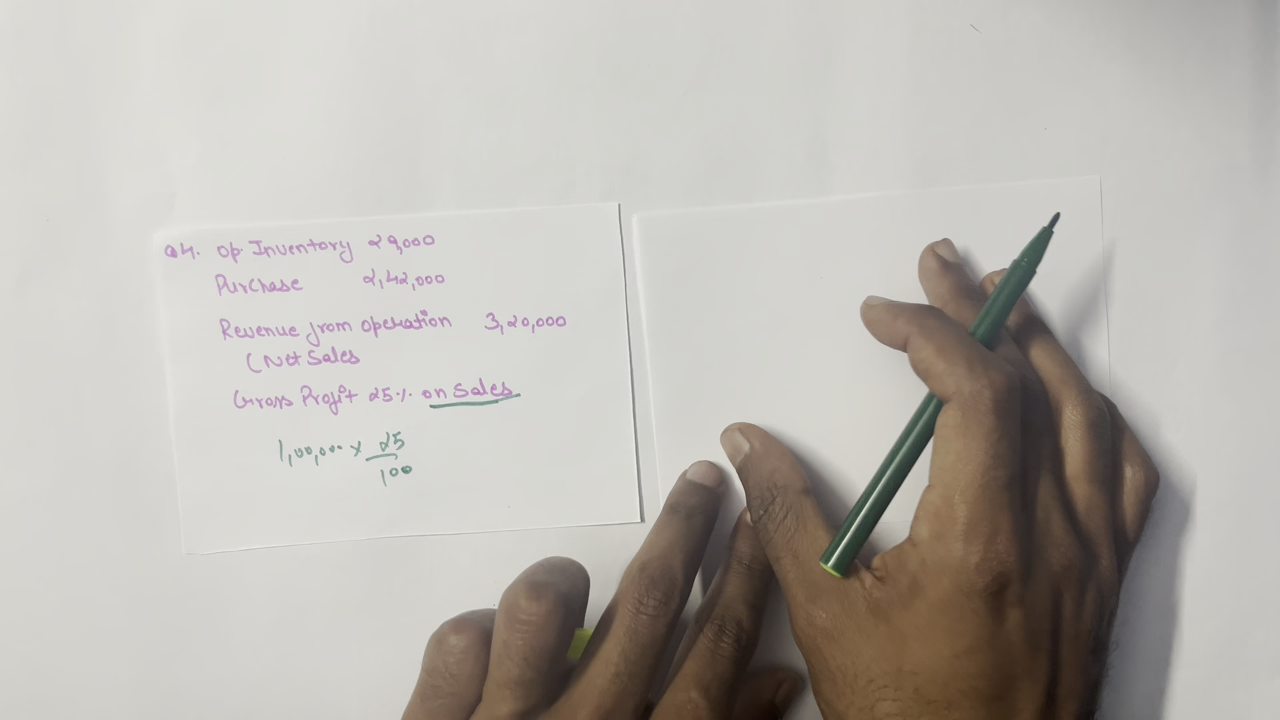 Q4. Op. Inventory 29,000
Purchase 2,42,000
Revenue from operation 3,20,000
(Net Sales
Gross Profit 25% on Sales
1,00,000 x 25
100